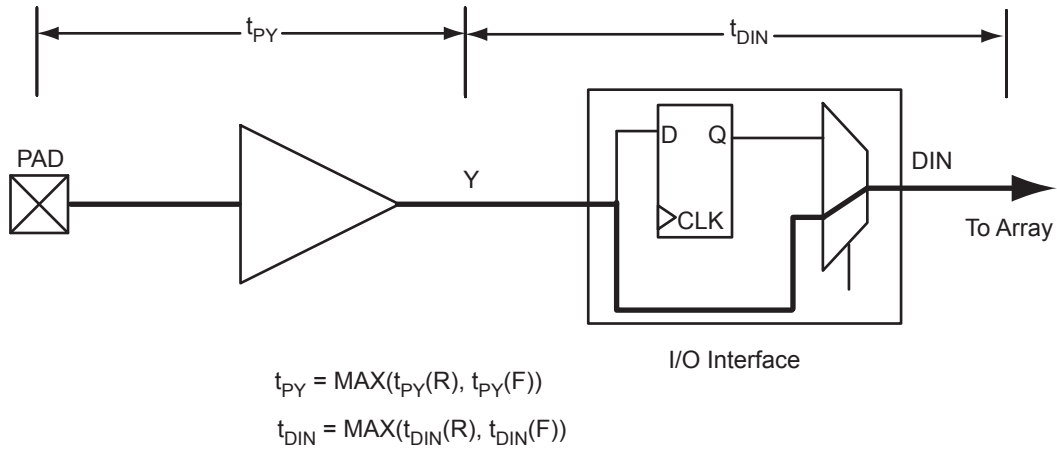 tPY
tDIN
PAD
Y
D
Q
CLK
DIN
To Array
I/O Interface
tPY = MAX(tPY(R), tPY(F))
tDIN = MAX(tDIN(R), tDIN(F))